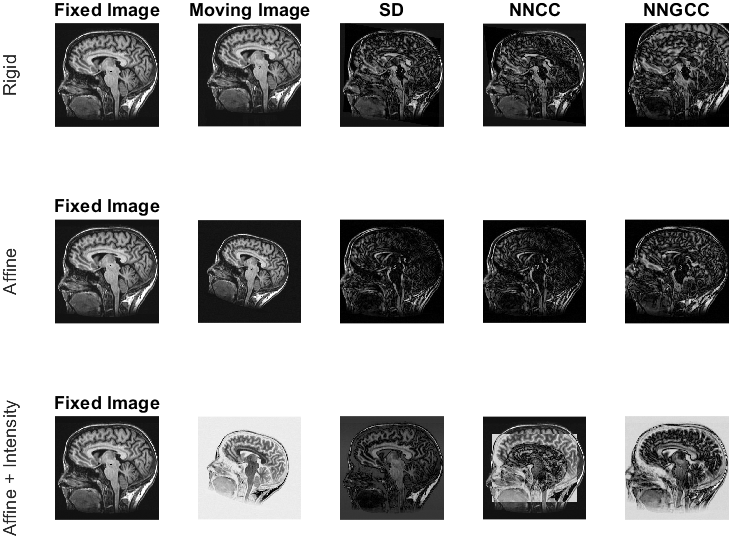 Fixed Image Moving Image SD NNCC NNGCC
Rigid
Fixed Image
Affine
Fixed Image
Affine + Intensity